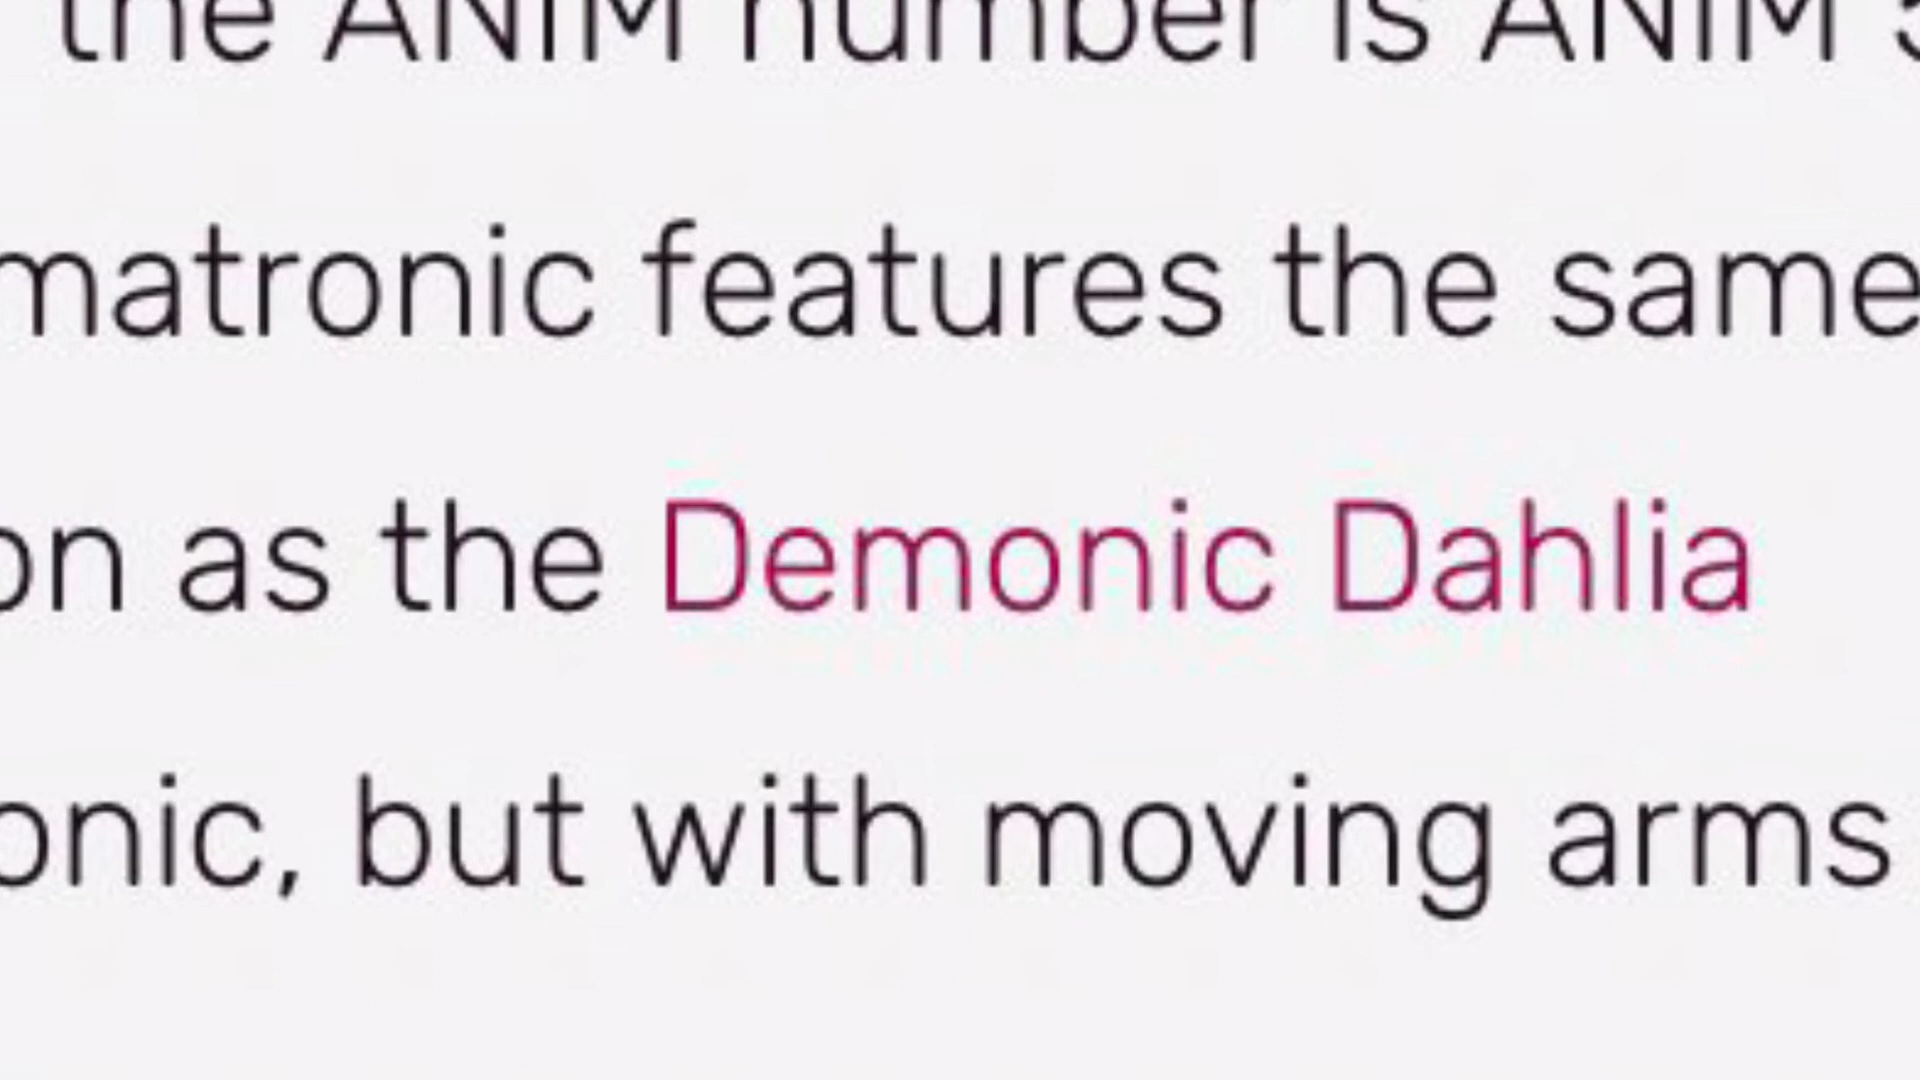 the ANIM number is ANIM
matronic features the same
on as the Demonic Dahlia
onic, but with moving arms